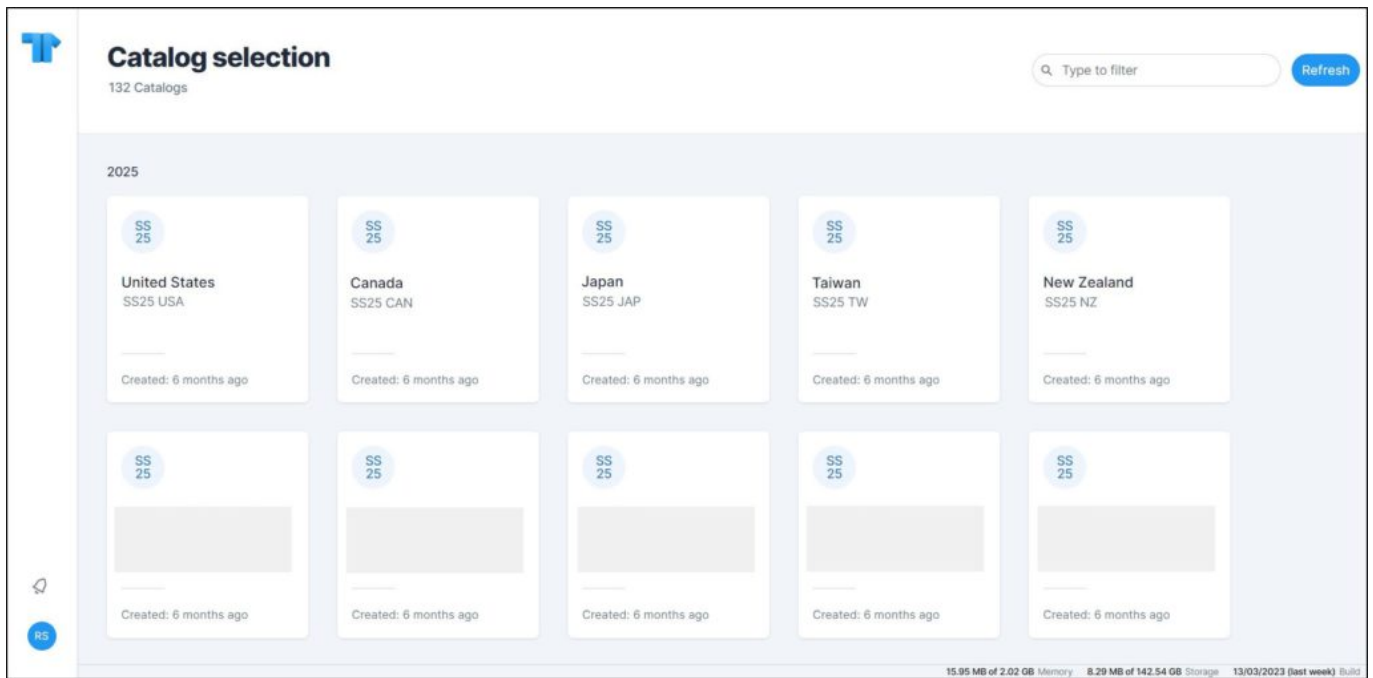 Catalog selection
132 Catalogs
Type to filter
Refresh
2025
SS
25
United States
SS25 USA
Created: 6 months ago
SS
25
Canada
SS25 CAN
Created: 6 months ago
SS
25
Japan
SS25 JAP
Created: 6 months ago
SS
25
Taiwan
SS25 TW
Created: 6 months ago
SS
25
New Zealand
SS25 NZ
Created: 6 months ago
SS
25
Created: 6 months ago
SS
25
Created: 6 months ago
SS
25
Created: 6 months ago
SS
25
Created: 6 months ago
SS
25
Created: 6 months ago
RS
15.95 MB of 2.02 GB Memory 8.29 MB of 142.54 GB Storage 13/03/2023 (last week) Build